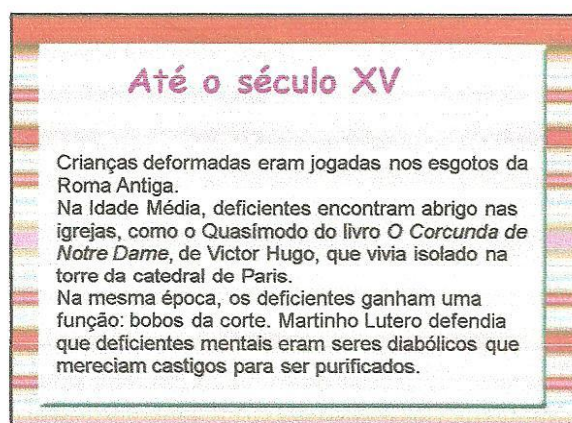 Até o século XV
Crianças deformadas eram jogadas nos esgotos da
Roma Antiga.
Na Idade Média, deficientes encontram abrigo nas
igrejas, como o Quasímodo do livro O Corcunda de
Notre Dame, de Victor Hugo, que vivia isolado na
torre da catedral de Paris.
Na mesma época, os deficientes ganham uma
função: bobos da corte. Martinho Lutero defendia
que deficientes mentais eram seres diabólicos que
mereciam castigos para ser purificados.